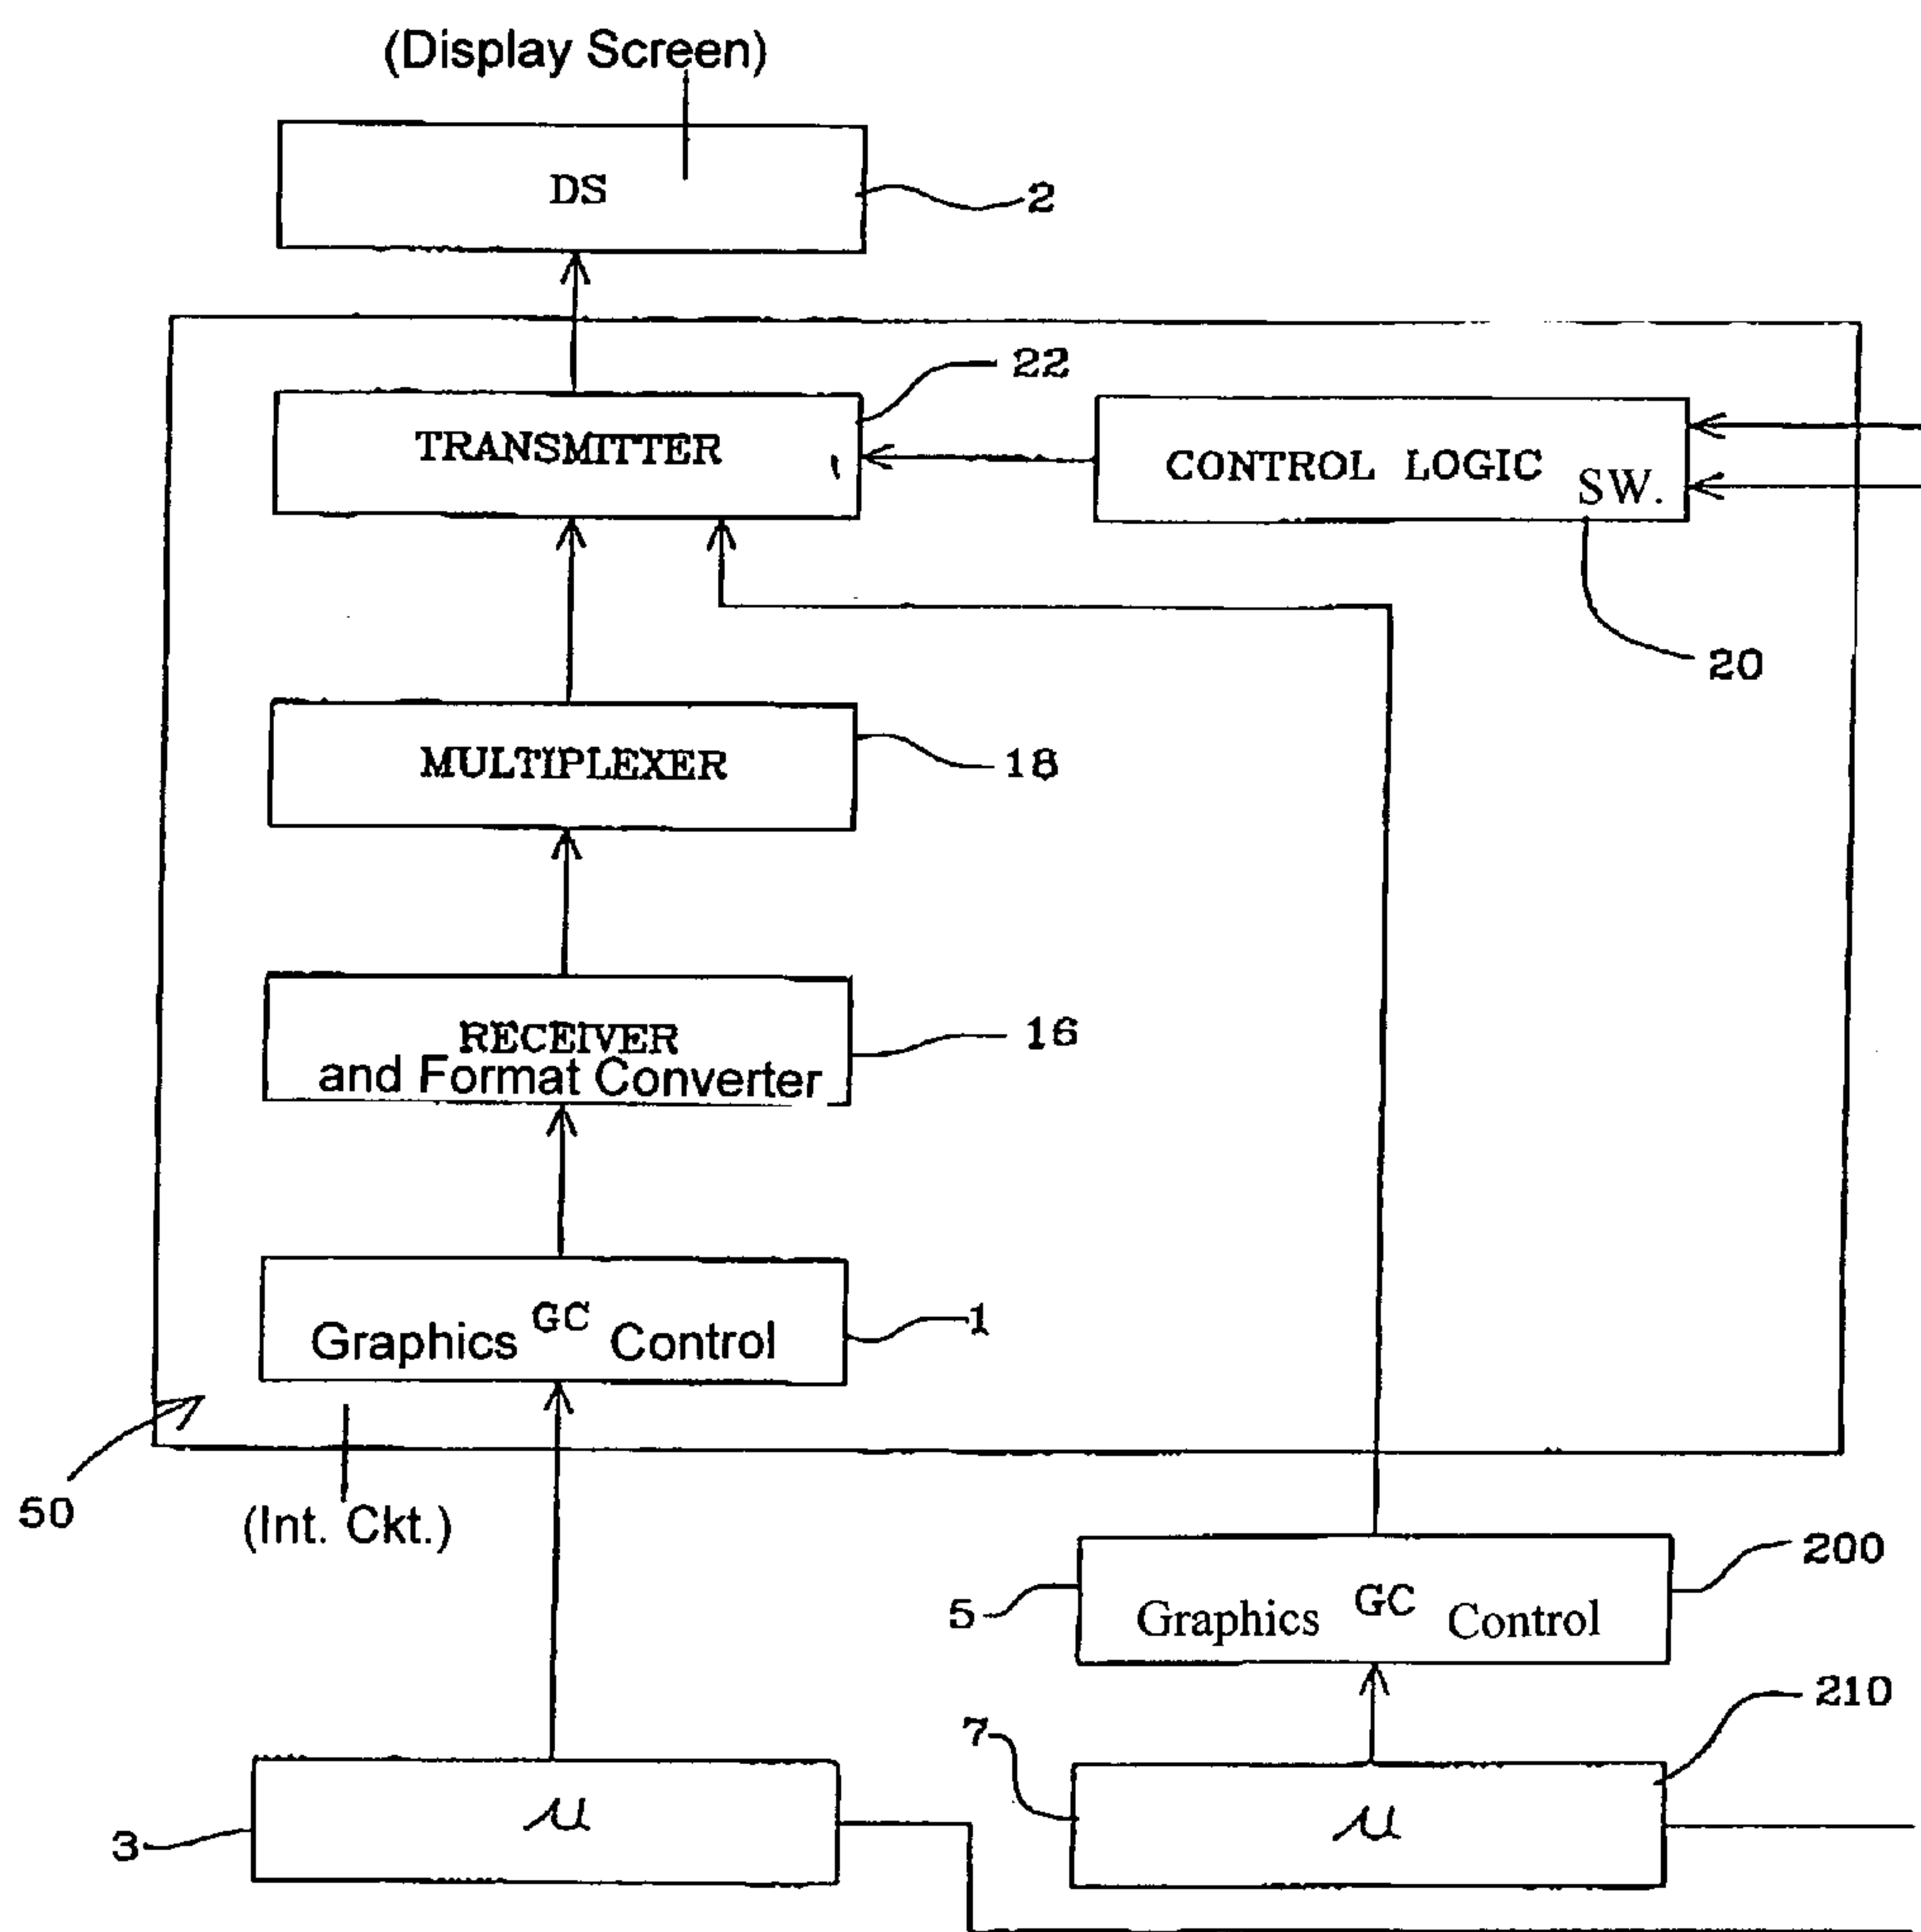 (Display Screen)
DS
2
22
TRANSMITTER
CONTROL LOGIC SW.
20
MULTIPLEXER
18
RECEIVER
and Format Converter
16
Graphics GC Control
1
50
(Int. Ckt.)
200
5
Graphics GC Control
210
7
3
μ
μ